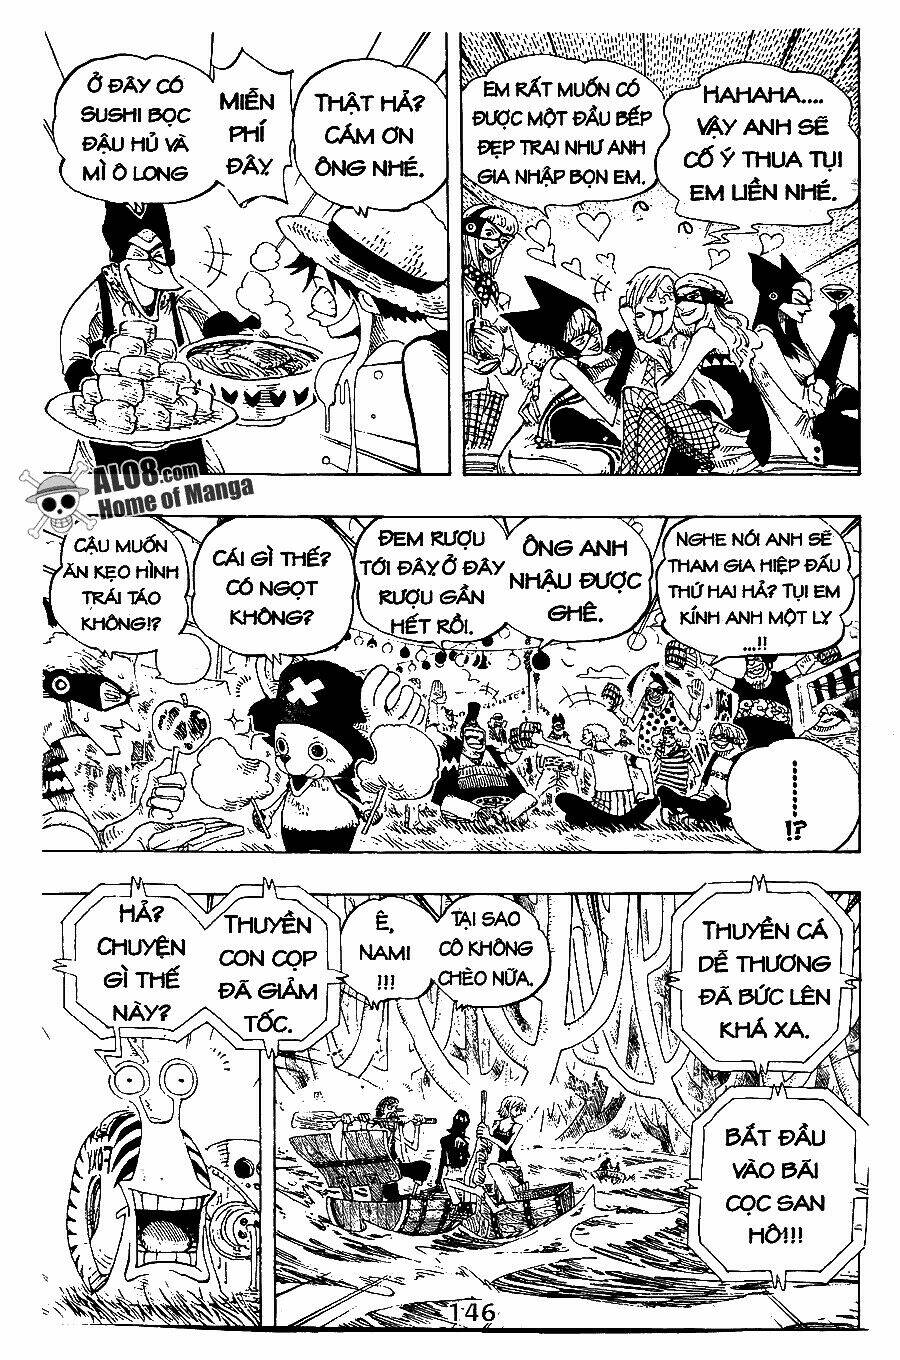 HAHAHA....
VẬY ANH SẼ
CỐ Ý THUA TỤI
EM LIỀN NHÉ.
EM RẤT MUỐN CÓ
ĐƯỢC MỘT ĐẦU BẾP
ĐẸP TRAI NHƯ ANH
GIA NHẬP BỌN EM.
THẬT HẢ?
CÁM ƠN
ÔNG NHÉ.
MIỄN
PHÍ
ĐÂY.
Ở ĐÂY CÓ
SUSHI BỌC
ĐẬU HỦ VÀ
MÌ Ô LONG
ALO8.com
Home of Manga
NGHE NÓI ANH SẼ
THAM GIA HIỆP ĐẤU
THỨ HAI HẢ? TỤI EM
KÍNH ANH MỘT LY
...!!
ÔNG ANH
NHẬU ĐƯỢC
GHÊ.
ĐEM RƯỢU
TỚI ĐÂY. Ở ĐÂY
RƯỢU GẦN
HẾT RỒI.
CÁI GÌ THẾ?
CÓ NGỌT
KHÔNG?
CẬU MUỐN
ĂN KẸO HÌNH
TRÁI TÁO
KHÔNG!?
.........
!?
THUYỀN CÁ
DỄ THƯƠNG
ĐÃ BỨC LÊN
KHÁ XA.
BẮT ĐẦU
VÀO BÃI
CỌC SAN
HÔ!!!
TẠI SAO
CÔ KHÔNG
CHÈO NỮA.
Ê,
NAMI
!!!
THUYỀN
CON CỌP
ĐÃ GIẢM
TỐC.
HẢ?
CHUYỆN
GÌ THẾ
NÀY?
FOXY
146